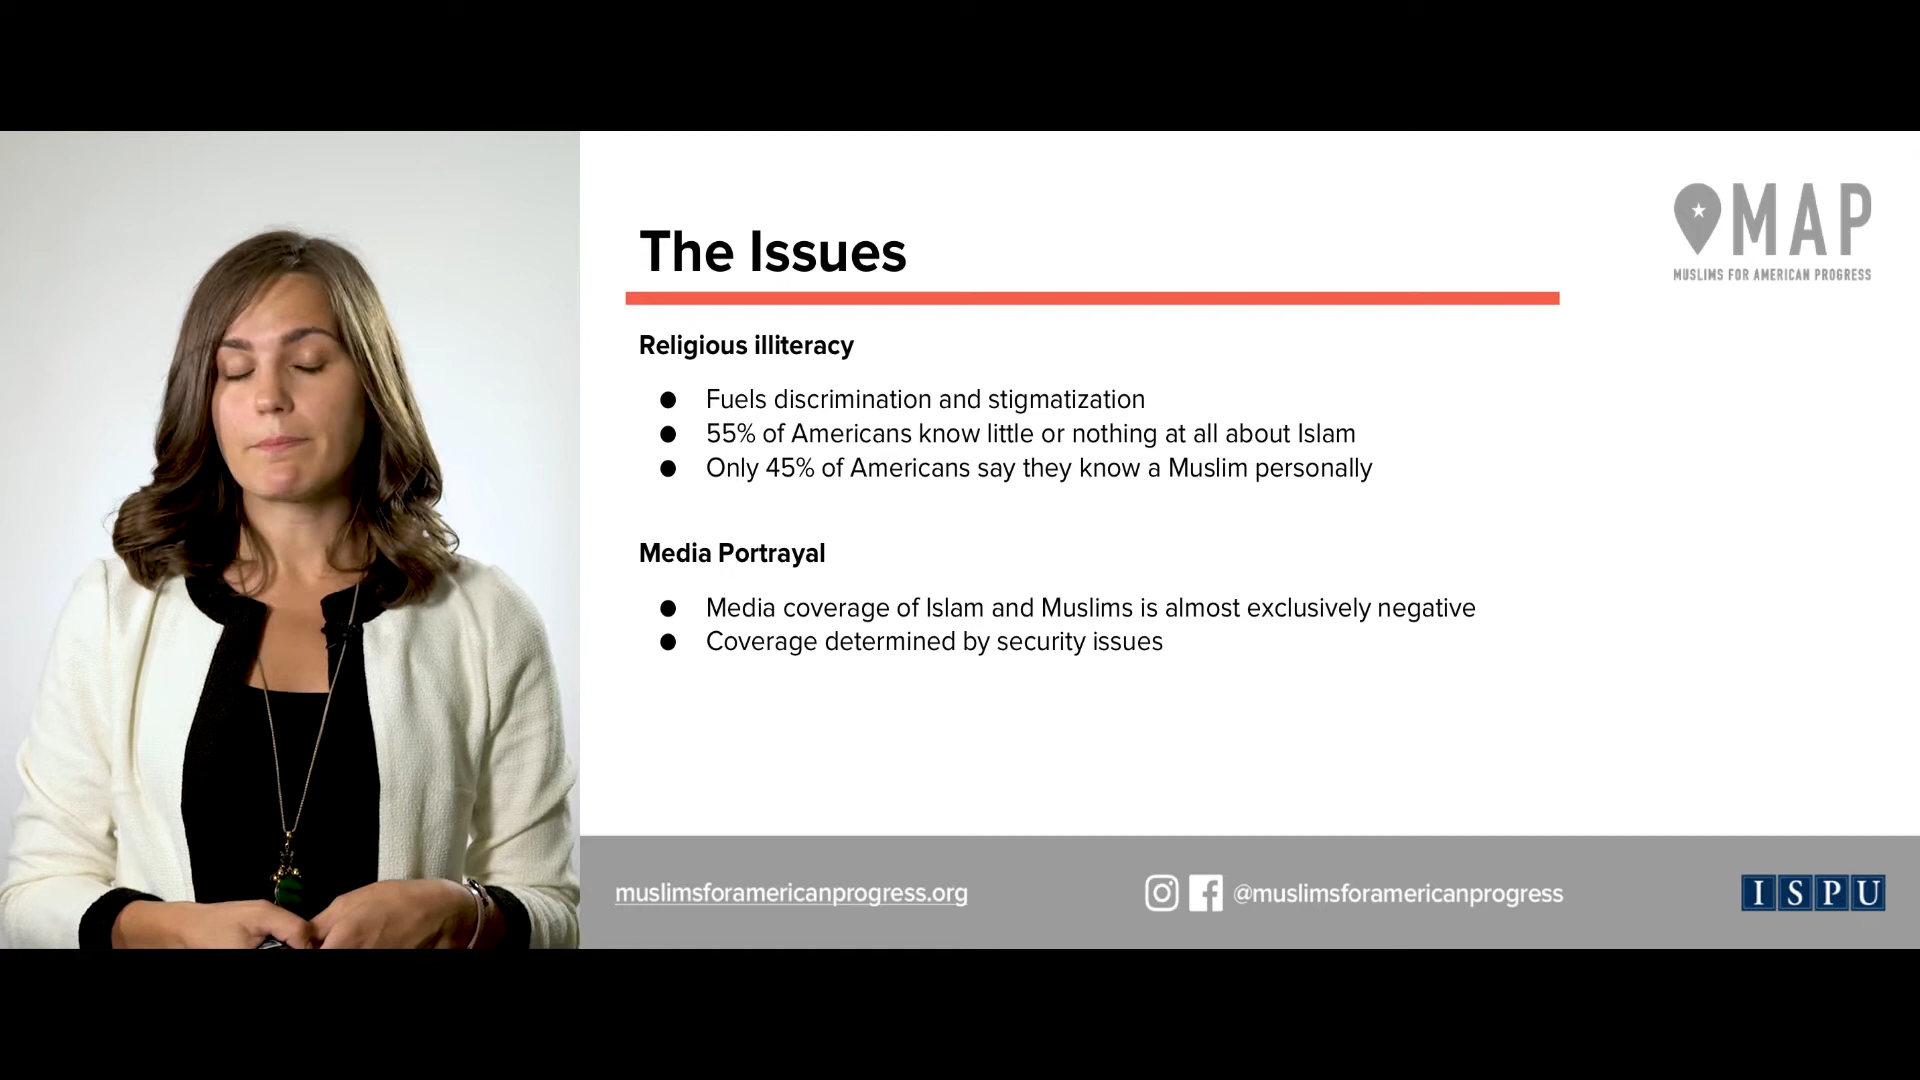 MAP
MUSLIMS FOR AMERICAN PROGRESS
The Issues
Religious illiteracy
● Fuels discrimination and stigmatization
● 55% of Americans know little or nothing at all about Islam
● Only 45% of Americans say they know a Muslim personally
Media Portrayal
● Media coverage of Islam and Muslims is almost exclusively negative
● Coverage determined by security issues
muslimsforamericanprogress.org
@muslimsforamericanprogress
ISPU